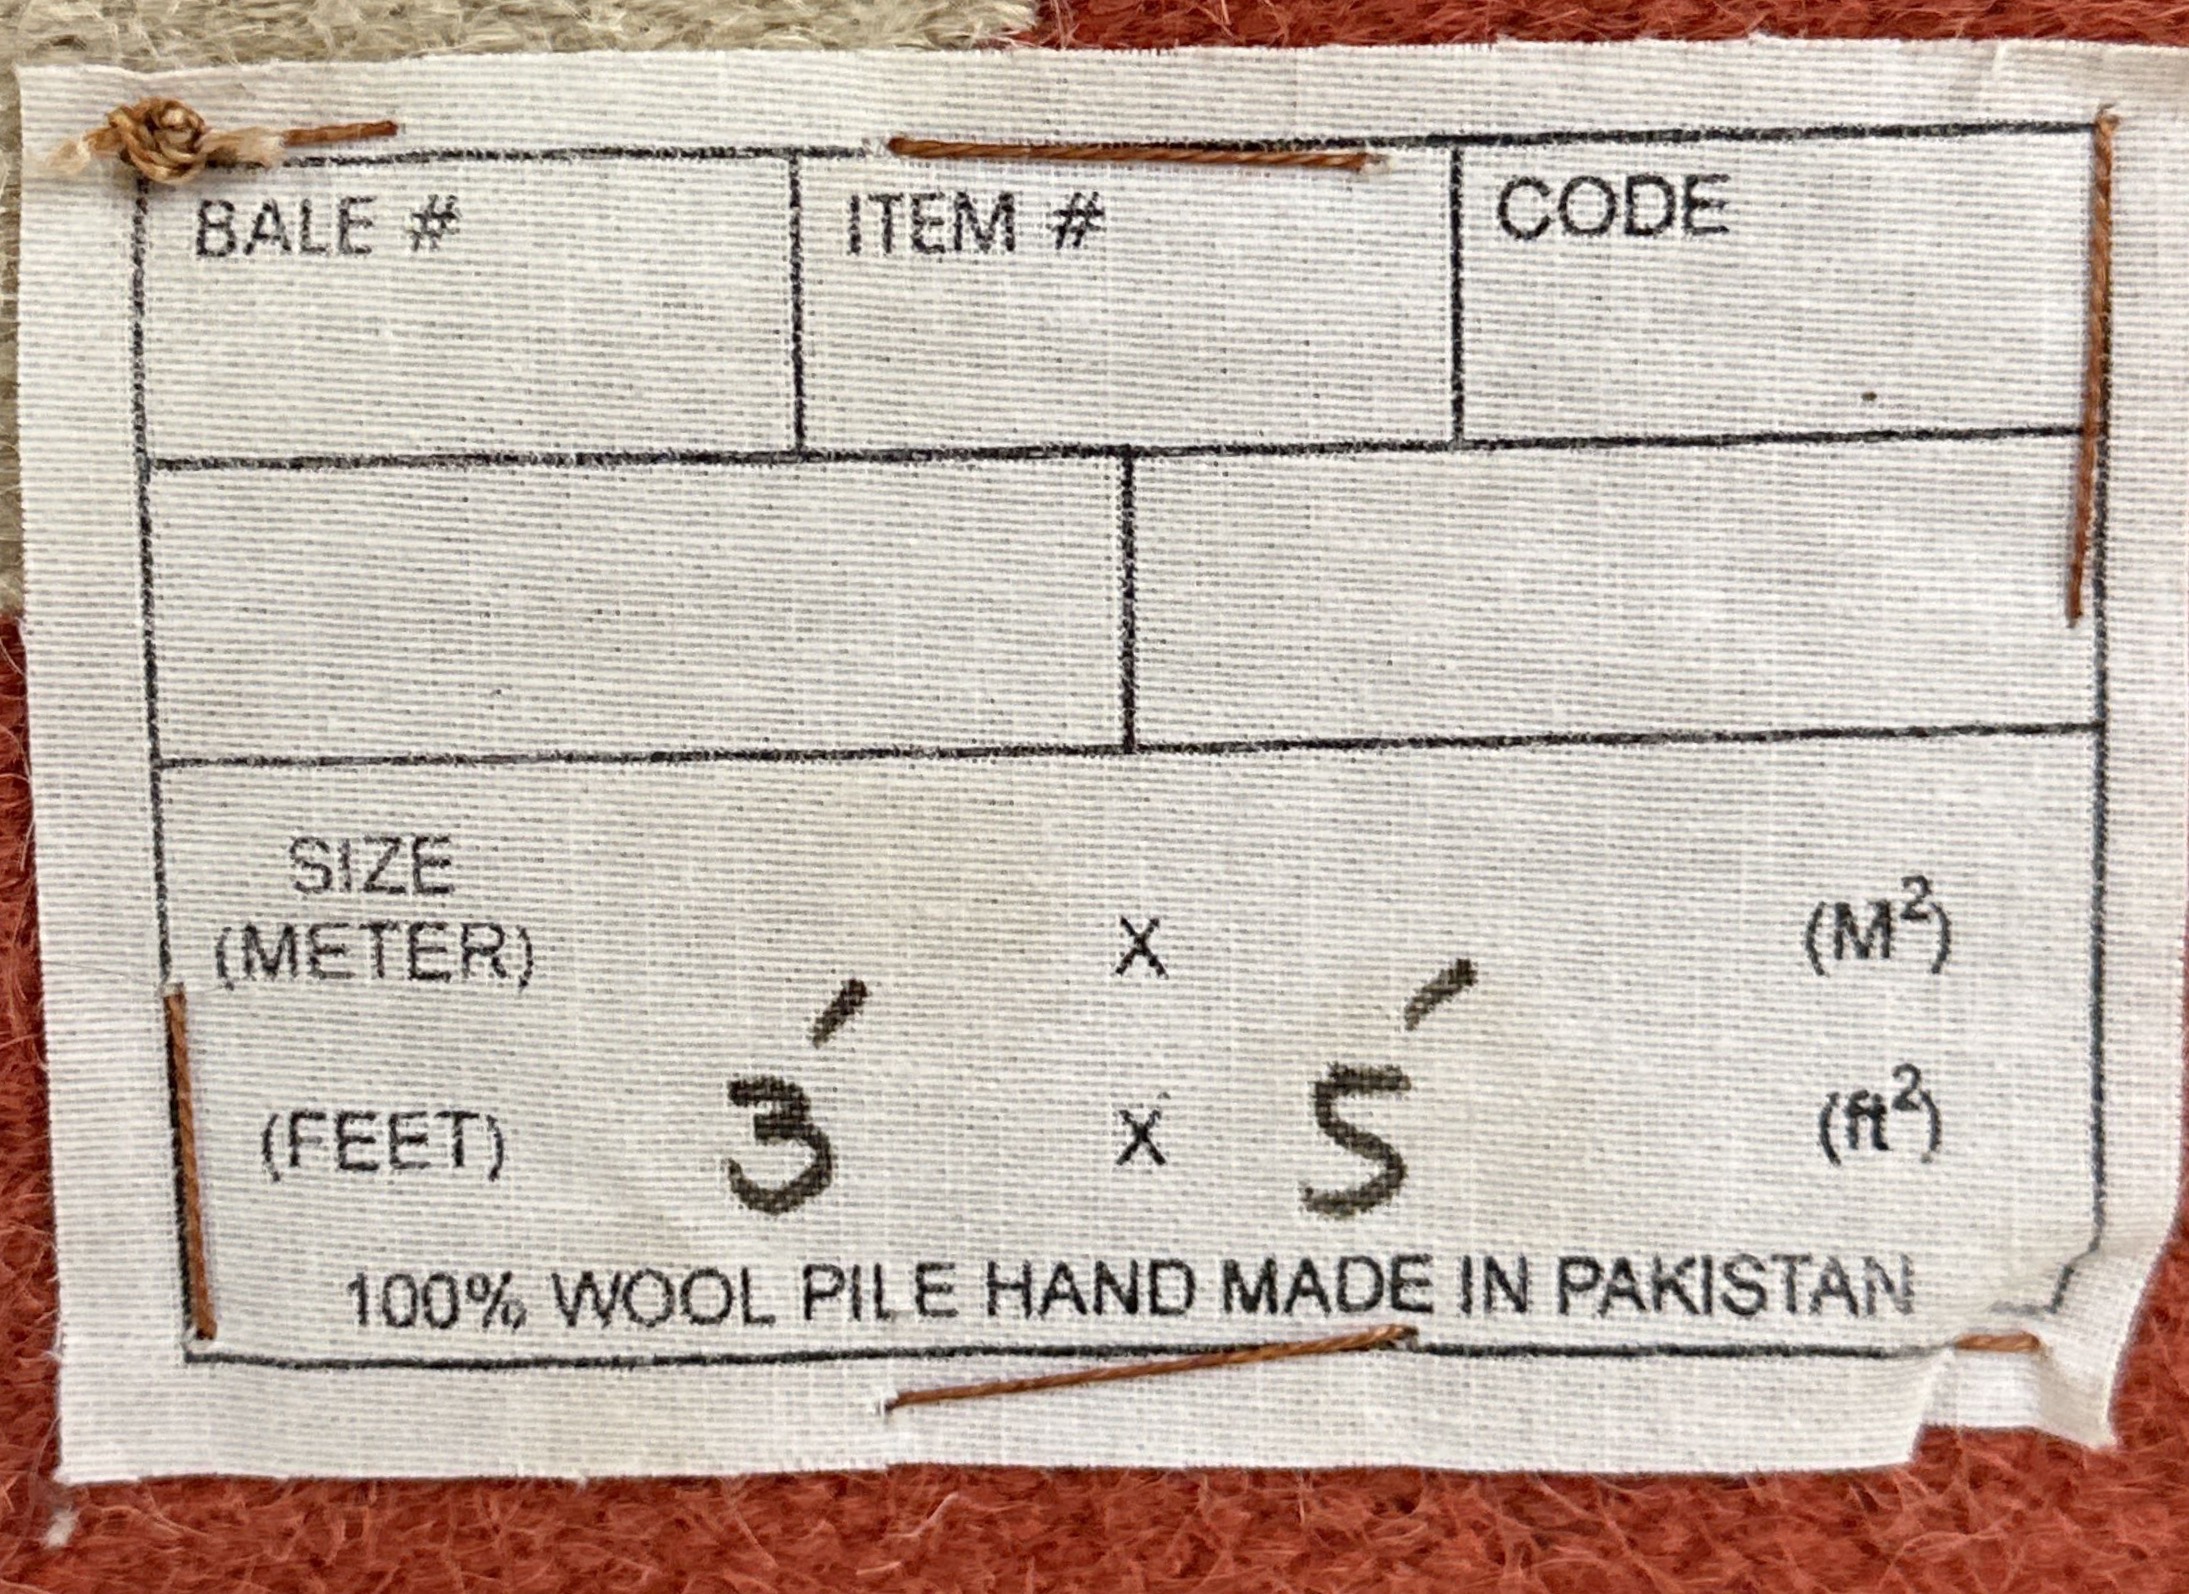 BALE # ITEM # CODE
SIZE
(METER) X (M²)
(FEET) 3' X 5' (ft²)
100% WOOL PILE HAND MADE IN PAKISTAN